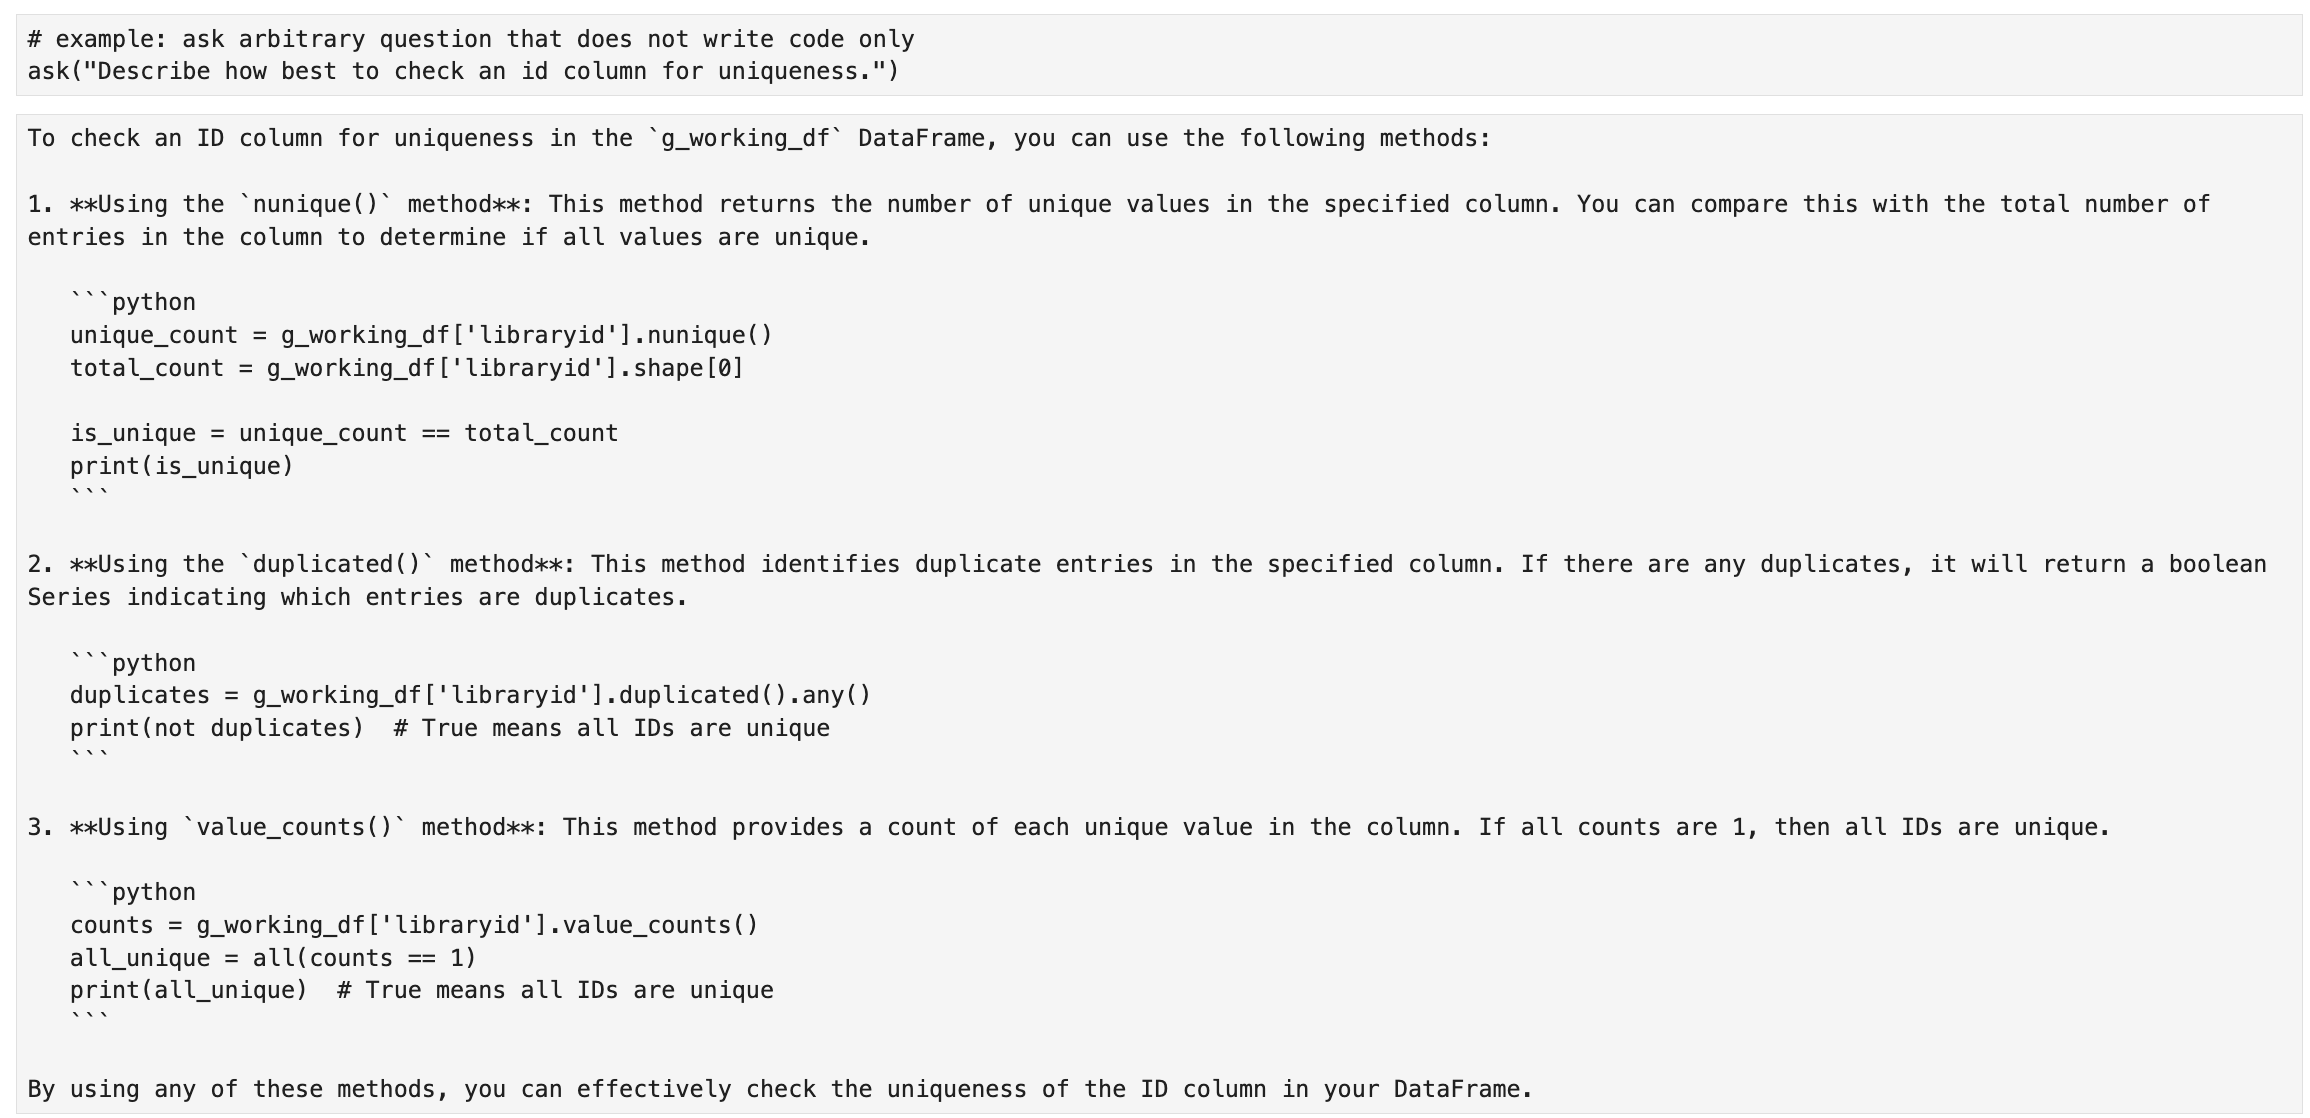 # example: ask arbitrary question that does not write code only
ask("Describe how best to check an id column for uniqueness.")
To check an ID column for uniqueness in the `g_working_df` DataFrame, you can use the following methods:
1. **Using the `nunique()` method**: This method returns the number of unique values in the specified column. You can compare this with the total number of
entries in the column to determine if all values are unique.
```python
unique_count = g_working_df['libraryid'].nunique()
total_count = g_working_df['libraryid'].shape[0]
is_unique = unique_count == total_count
print(is_unique)
```
2. **Using the `duplicated()` method**: This method identifies duplicate entries in the specified column. If there are any duplicates, it will return a boolean
Series indicating which entries are duplicates.
```python
duplicates = g_working_df['libraryid'].duplicated().any()
print(not duplicates)  # True means all IDs are unique
```
3. **Using `value_counts()` method**: This method provides a count of each unique value in the column. If all counts are 1, then all IDs are unique.
```python
counts = g_working_df['libraryid'].value_counts()
all_unique = all(counts == 1)
print(all_unique)  # True means all IDs are unique
```
By using any of these methods, you can effectively check the uniqueness of the ID column in your DataFrame.